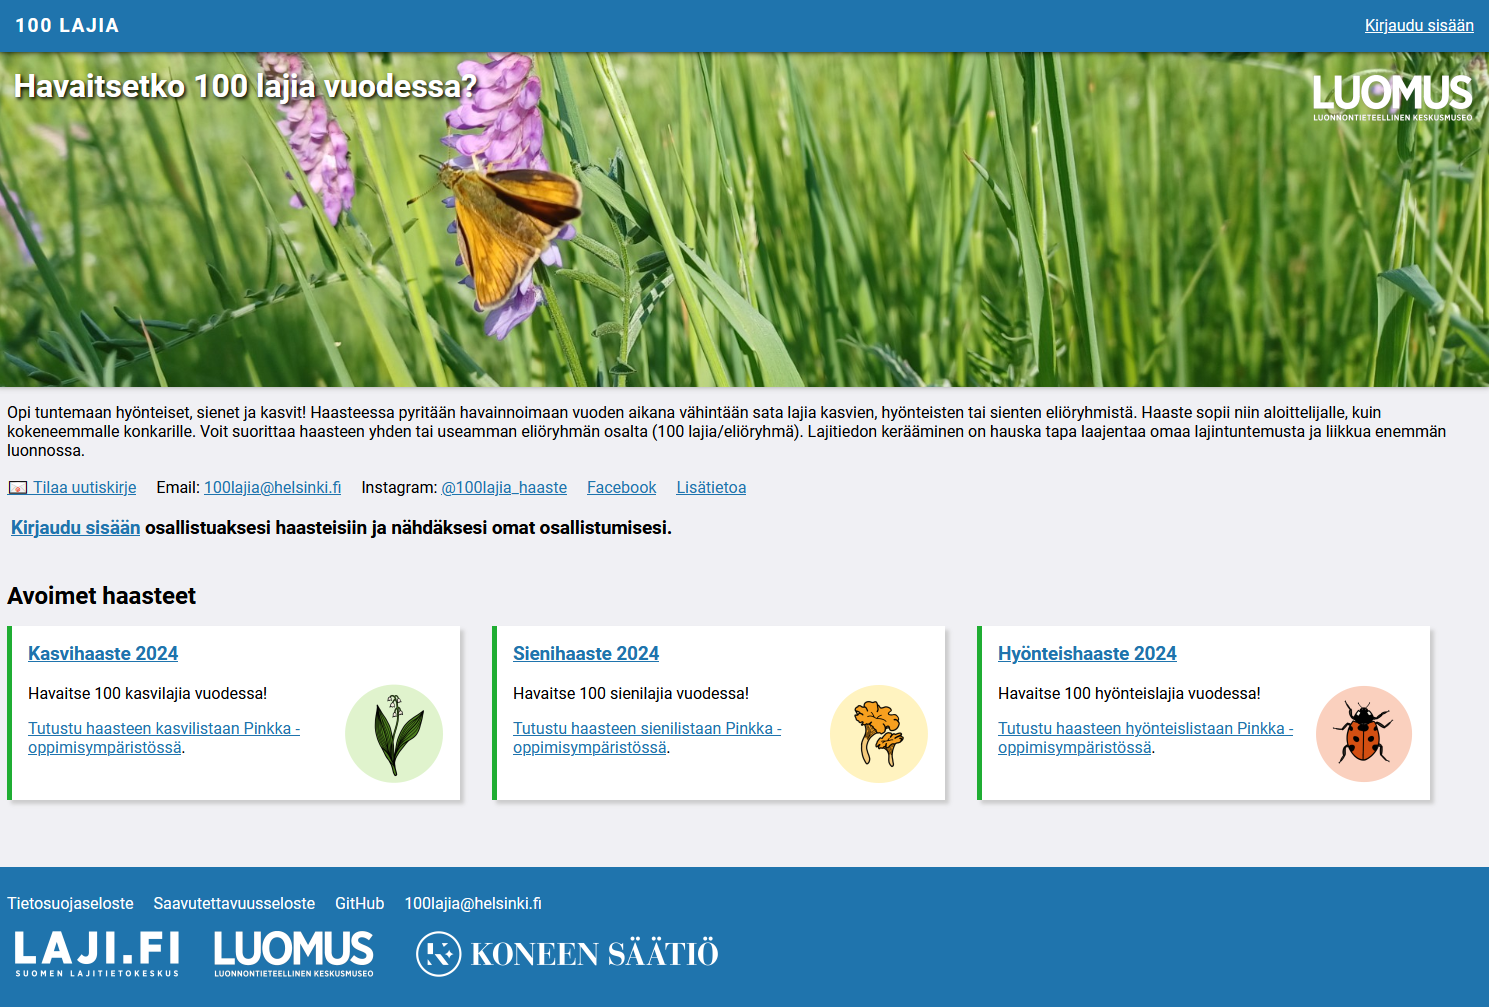 100 LAJIA
Kirjaudu sisään
Havaitsetko 100 lajia vuodessa?
LUOMUS
LUONNONTIETEELLINEN KESKUSMUSEO
Opi tuntemaan hyönteiset, sienet ja kasvit! Haasteessa pyritään havainnoimaan vuoden aikana vähintään sata lajia kasvien, hyönteisten tai sienten eliöryhmistä. Haaste sopii niin aloittelijalle, kuin
kokeneemmalle konkarille. Voit suorittaa haasteen yhden tai useamman eliöryhmän osalta (100 lajia/eliöryhmä). Lajitiedon kerääminen on hauska tapa laajentaa omaa lajintuntemusta ja liikkua enemmän
luonnossa.
Tilaa uutiskirje Email: 100lajia@helsinki.fi Instagram: @100lajia_haaste Facebook Lisätietoa
Kirjaudu sisään osallistuaksesi haasteisiin ja nähdäksesi omat osallistumisesi.
Avoimet haasteet
Kasvihaaste 2024
Havaitse 100 kasvilajia vuodessa!
Tutustu haasteen kasvilistaan Pinkka -
oppimisympäristössä.
Sienihaaste 2024
Havaitse 100 sienilajia vuodessa!
Tutustu haasteen sienilistaan Pinkka -
oppimisympäristössä.
Hyönteishaaste 2024
Havaitse 100 hyönteislajia vuodessa!
Tutustu haasteen hyönteislistaan Pinkka -
oppimisympäristössä.
Tietosuojaseloste Saavutettavuusseloste GitHub 100lajia@helsinki.fi
LAJI.FI
SUOMEN LAJITIETOKESKUS
LUOMUS
LUONNONTIETEELLINEN KESKUSMUSEO
K KONEEN SÄÄTIÖ